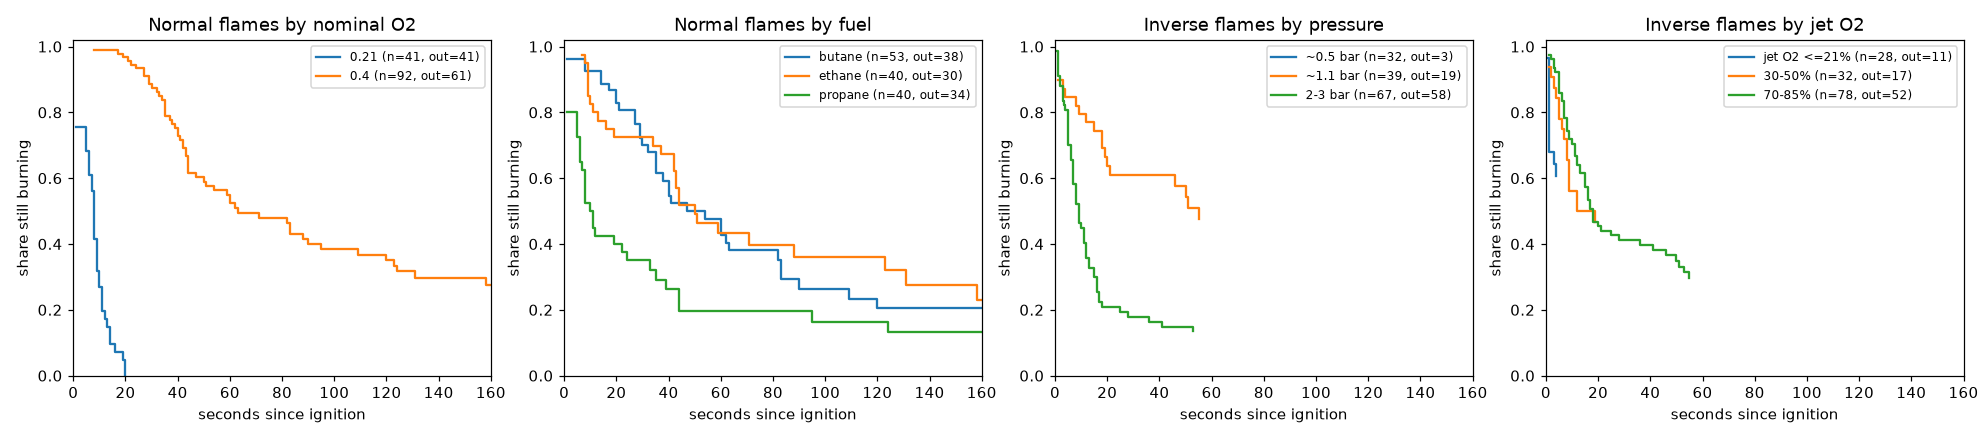 Normal flames by nominal O2
0.21 (n=41, out=41)
0.4 (n=92, out=61)
share still burning
1.0
0.8
0.6
0.4
0.2
0.0
0 20 40 60 80 100 120 140 160
seconds since ignition
Normal flames by fuel
butane (n=53, out=38)
ethane (n=40, out=30)
propane (n=40, out=34)
share still burning
1.0
0.8
0.6
0.4
0.2
0.0
0 20 40 60 80 100 120 140 160
seconds since ignition
Inverse flames by pressure
~0.5 bar (n=32, out=3)
~1.1 bar (n=39, out=19)
2-3 bar (n=67, out=58)
share still burning
1.0
0.8
0.6
0.4
0.2
0.0
0 20 40 60 80 100 120 140 160
seconds since ignition
Inverse flames by jet O2
jet O2 <=21% (n=28, out=11)
30-50% (n=32, out=17)
70-85% (n=78, out=52)
share still burning
1.0
0.8
0.6
0.4
0.2
0.0
0 20 40 60 80 100 120 140 160
seconds since ignition